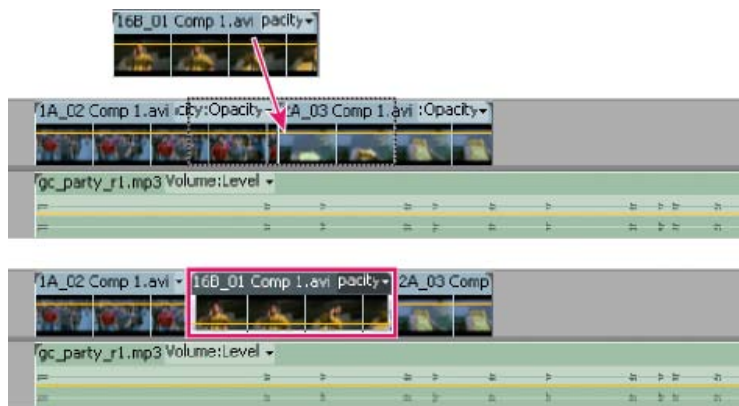 16B_01 Comp 1.avi pacity
1A_02 Comp 1.avi city:Opacity A_03 Comp 1.avi :Opacity
gc_party_r1.mp3 Volume:Level
1A_02 Comp 1.avi 16B_01 Comp 1.avi pacity 2A_03 Comp
gc_party_r1.mp3 Volume:Level